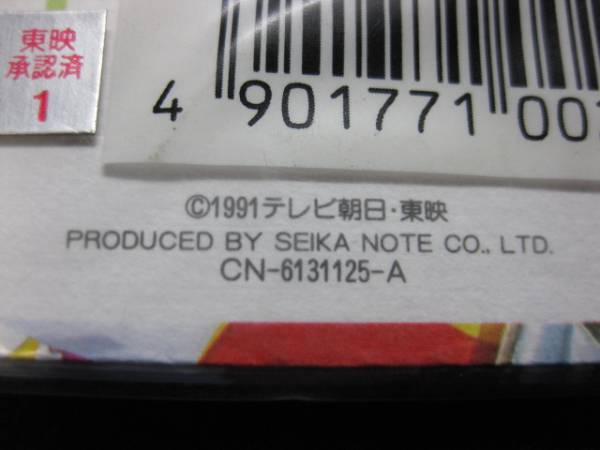 東映
承認済
1
4 901771 00
©1991テレビ朝日・東映
PRODUCED BY SEIKA NOTE CO., LTD.
CN-6131125-A